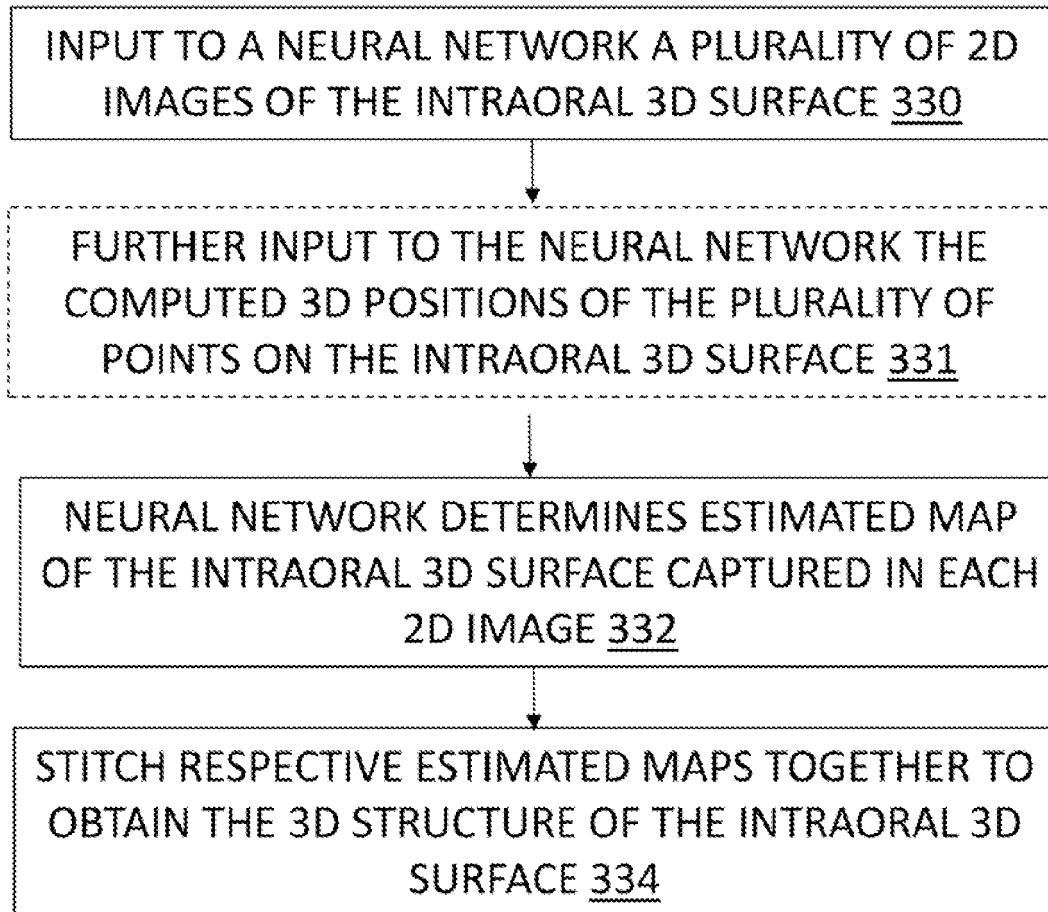 INPUT TO A NEURAL NETWORK A PLURALITY OF 2D
IMAGES OF THE INTRAORAL 3D SURFACE 330
FURTHER INPUT TO THE NEURAL NETWORK THE
COMPUTED 3D POSITIONS OF THE PLURALITY OF
POINTS ON THE INTRAORAL 3D SURFACE 331
NEURAL NETWORK DETERMINES ESTIMATED MAP
OF THE INTRAORAL 3D SURFACE CAPTURED IN EACH
2D IMAGE 332
STITCH RESPECTIVE ESTIMATED MAPS TOGETHER TO
OBTAIN THE 3D STRUCTURE OF THE INTRAORAL 3D
SURFACE 334